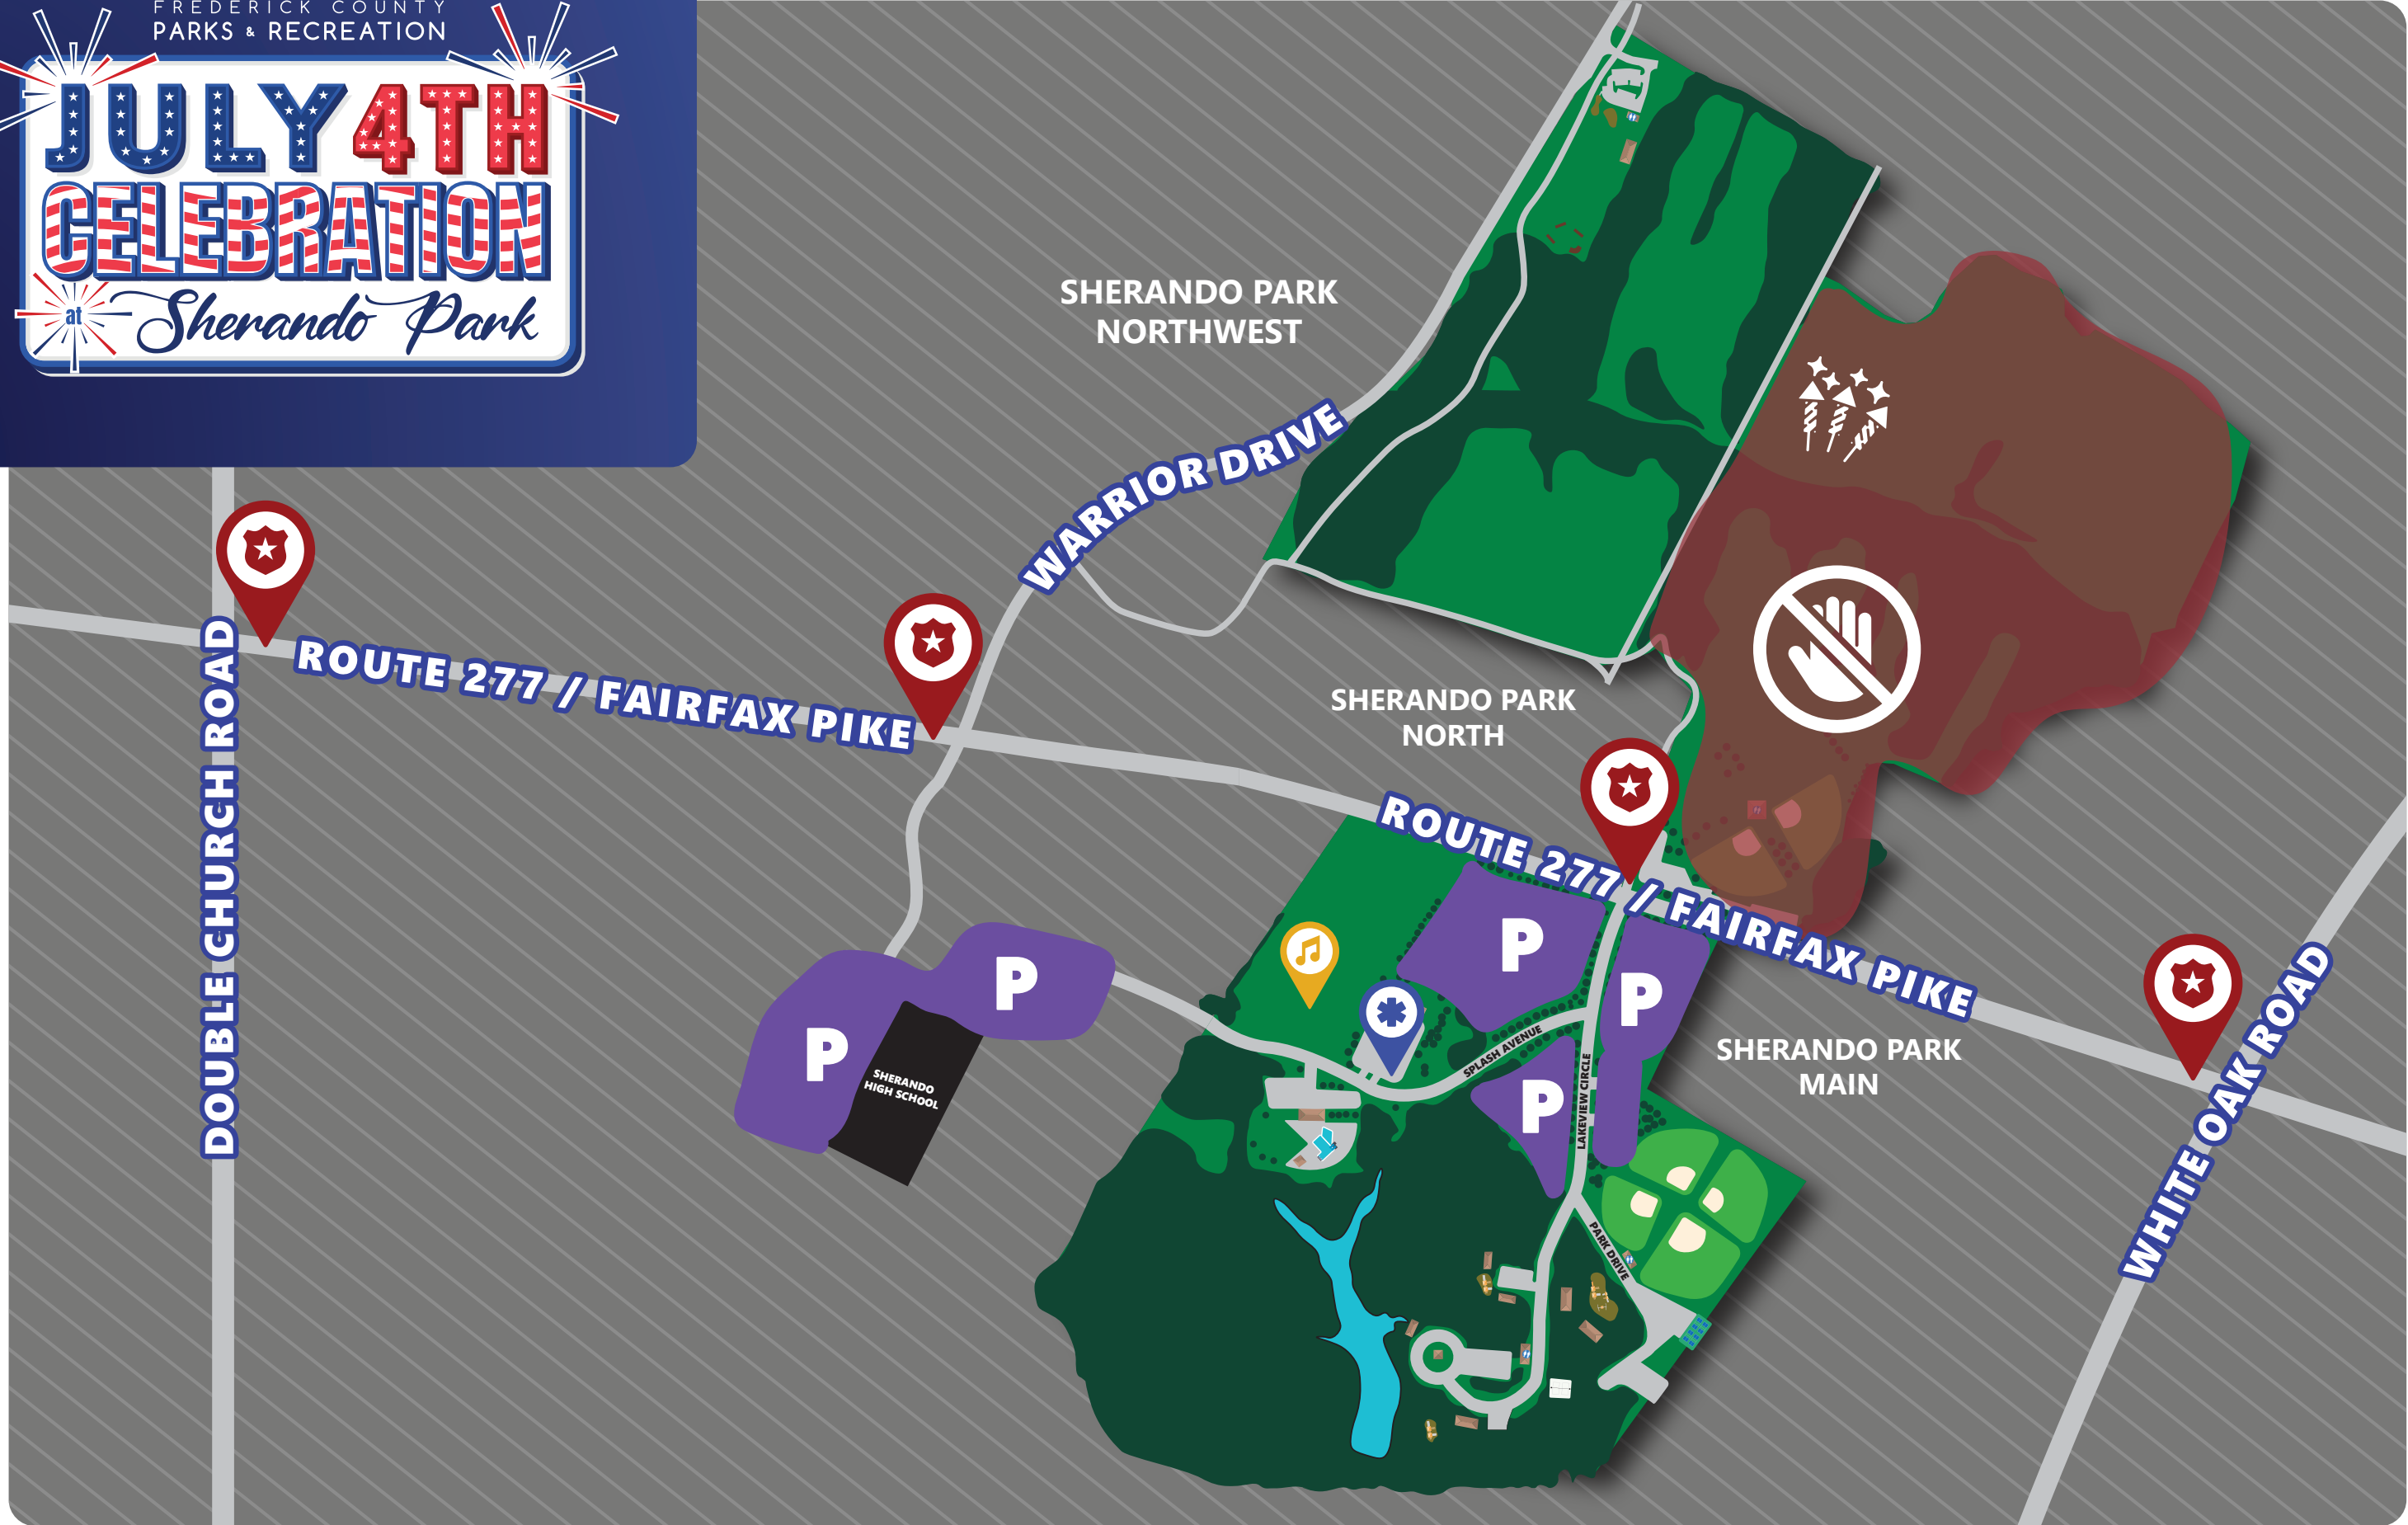 FREDERICK COUNTY
PARKS & RECREATION
JULY 4TH
CELEBRATION
at Sherando Park
SHERANDO PARK
NORTHWEST
WARRIOR DRIVE
ROUTE 277 / FAIRFAX PIKE
DOUBLE CHURCH ROAD
SHERANDO PARK
NORTH
ROUTE 277 / FAIRFAX PIKE
P
P
P
P
P
SHERANDO
HIGH SCHOOL
SPLASH AVENUE
LAKEVIEW CIRCLE
PARK DRIVE
SHERANDO PARK
MAIN
WHITE OAK ROAD